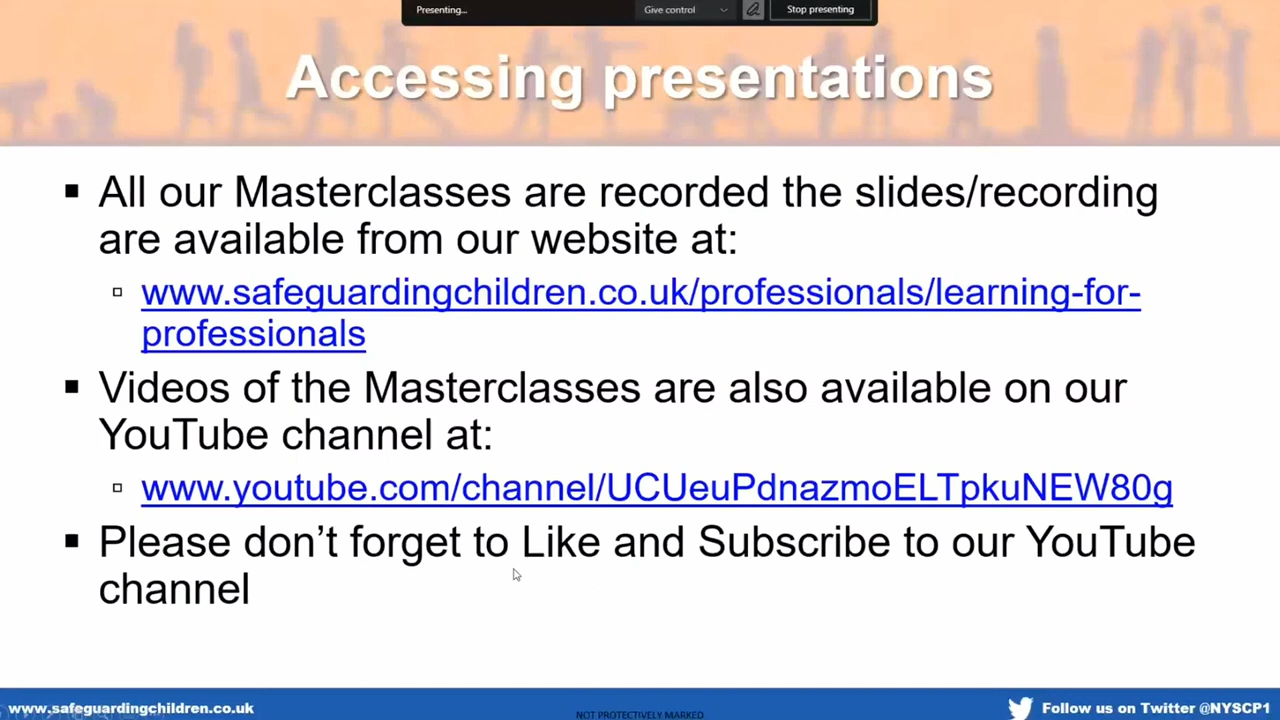 Presenting... Give control Stop presenting
Accessing presentations
All our Masterclasses are recorded the slides/recording
are available from our website at:
www.safeguardingchildren.co.uk/professionals/learning-for-
professionals
Videos of the Masterclasses are also available on our
YouTube channel at:
www.youtube.com/channel/UCUeuPdnazmoELTpkuNEW80g
Please don’t forget to Like and Subscribe to our YouTube
channel
www.safeguardingchildren.co.uk NOT PROTECTIVELY MARKED Follow us on Twitter @NYSCP1